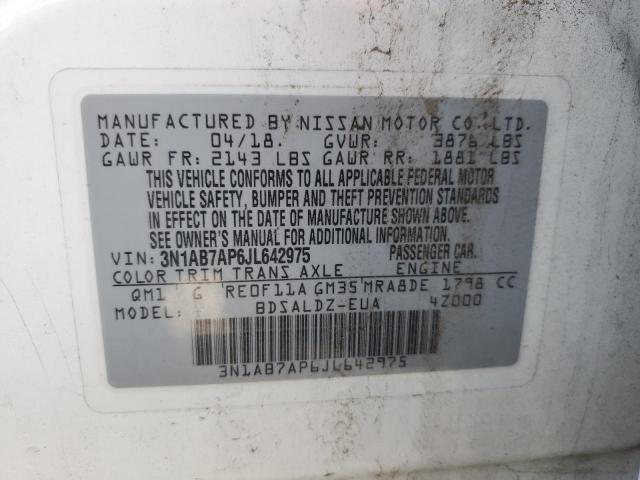 MANUFACTURED BY NISSAN MOTOR CO., LTD.
DATE: 04/18. GVWR: 3876 LBS
GAWR FR: 2143 LBS GAWR RR: 1881 LBS
THIS VEHICLE CONFORMS TO ALL APPLICABLE FEDERAL MOTOR
VEHICLE SAFETY, BUMPER AND THEFT PREVENTION STANDARDS
IN EFFECT ON THE DATE OF MANUFACTURE SHOWN ABOVE.
SEE OWNER'S MANUAL FOR ADDITIONAL INFORMATION.
VIN: 3N1AB7AP6JL642975 PASSENGER CAR.
COLOR TRIM TRANS AXLE ENGINE
QM1 G RE0F11A GM35 MRA8DE 1798 CC
MODEL: BDSALDZ-EUA 4Z000
3N1AB7AP6JL642975